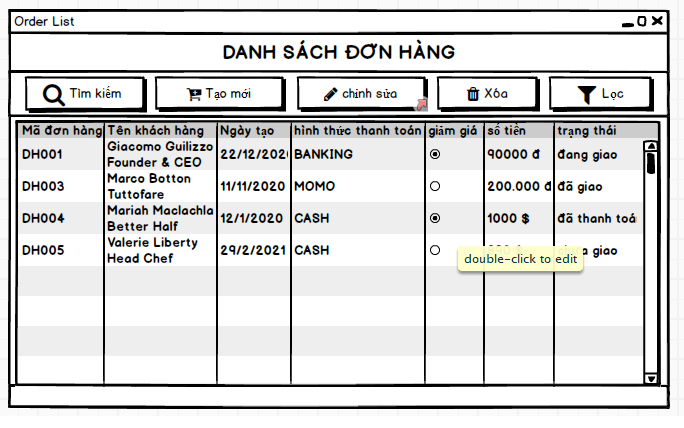 Order List
DANH SÁCH ĐƠN HÀNG
Tìm kiếm Tạo mới chỉnh sửa Xóa Lọc
Mã đơn hàng Tên khách hàng Ngày tạo hình thức thanh toán giảm giá số tiền trạng thái
DH001 Giacomo Guilizzo 22/12/202 BANKING 90000 đ đang giao
Founder & CEO
DH003 Marco Botton 11/11/2020 MOMO 200.000 đ đã giao
Tuttofare
DH004 Mariah Maclachla 12/1/2020 CASH 1000 $ đã thanh toá
Better Half
DH005 Valerie Liberty 29/2/2021 CASH giao
Head Chef
double-click to edit